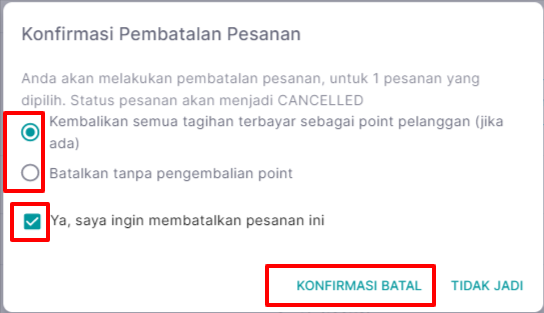 Konfirmasi Pembatalan Pesanan
Anda akan melakukan pembatalan pesanan, untuk 1 pesanan yang
dipilih. Status pesanan akan menjadi CANCELLED
Kembalikan semua tagihan terbayar sebagai point pelanggan (jika
ada)
Batalkan tanpa pengembalian point
Ya, saya ingin membatalkan pesanan ini
KONFIRMASI BATAL TIDAK JADI